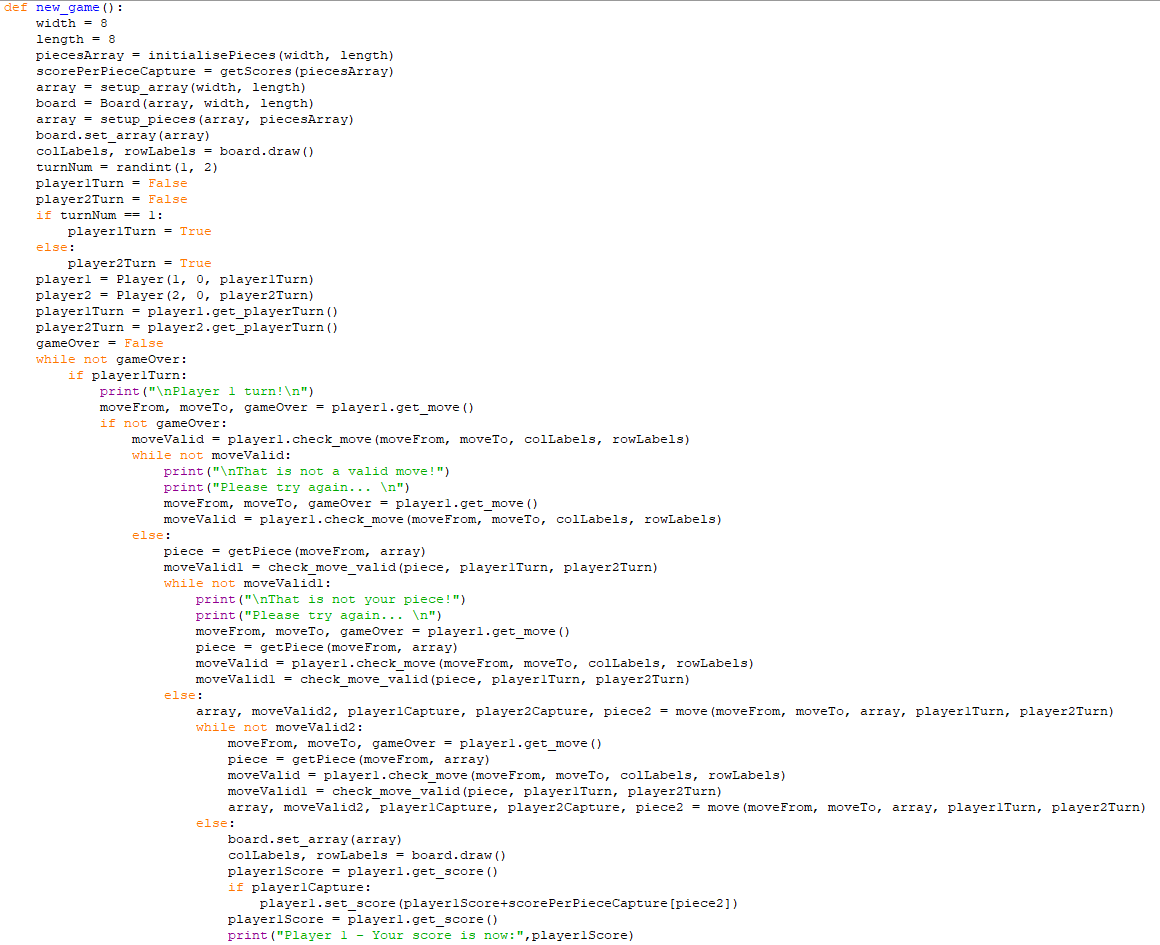 def new_game():
    width = 8
    length = 8
    piecesArray = initialisePieces(width, length)
    scorePerPieceCapture = getScores(piecesArray)
    array = setup_array(width, length)
    board = Board(array, width, length)
    array = setup_pieces(array, piecesArray)
    board.set_array(array)
    colLabels, rowLabels = board.draw()
    turnNum = randint(1, 2)
    player1Turn = False
    player2Turn = False
    if turnNum == 1:
        player1Turn = True
    else:
        player2Turn = True
    player1 = Player(1, 0, player1Turn)
    player2 = Player(2, 0, player2Turn)
    player1Turn = player1.get_playerTurn()
    player2Turn = player2.get_playerTurn()
    gameOver = False
    while not gameOver:
        if player1Turn:
            print("\nPlayer 1 turn!\n")
            moveFrom, moveTo, gameOver = player1.get_move()
            if not gameOver:
                moveValid = player1.check_move(moveFrom, moveTo, colLabels, rowLabels)
                while not moveValid:
                    print("\nThat is not a valid move!")
                    print("Please try again... \n")
                    moveFrom, moveTo, gameOver = player1.get_move()
                    moveValid = player1.check_move(moveFrom, moveTo, colLabels, rowLabels)
                else:
                    piece = getPiece(moveFrom, array)
                    moveValid1 = check_move_valid(piece, player1Turn, player2Turn)
                    while not moveValid1:
                        print("\nThat is not your piece!")
                        print("Please try again... \n")
                        moveFrom, moveTo, gameOver = player1.get_move()
                        piece = getPiece(moveFrom, array)
                        moveValid = player1.check_move(moveFrom, moveTo, colLabels, rowLabels)
                        moveValid1 = check_move_valid(piece, player1Turn, player2Turn)
                    else:
                        array, moveValid2, player1Capture, player2Capture, piece2 = move(moveFrom, moveTo, array, player1Turn, player2Turn)
                        while not moveValid2:
                            moveFrom, moveTo, gameOver = player1.get_move()
                            piece = getPiece(moveFrom, array)
                            moveValid = player1.check_move(moveFrom, moveTo, colLabels, rowLabels)
                            moveValid1 = check_move_valid(piece, player1Turn, player2Turn)
                            array, moveValid2, player1Capture, player2Capture, piece2 = move(moveFrom, moveTo, array, player1Turn, player2Turn)
                        else:
                            board.set_array(array)
                            colLabels, rowLabels = board.draw()
                            player1Score = player1.get_score()
                            if player1Capture:
                                player1.set_score(player1Score+scorePerPieceCapture[piece2])
                            player1Score = player1.get_score()
                            print("Player 1 - Your score is now:",player1Score)